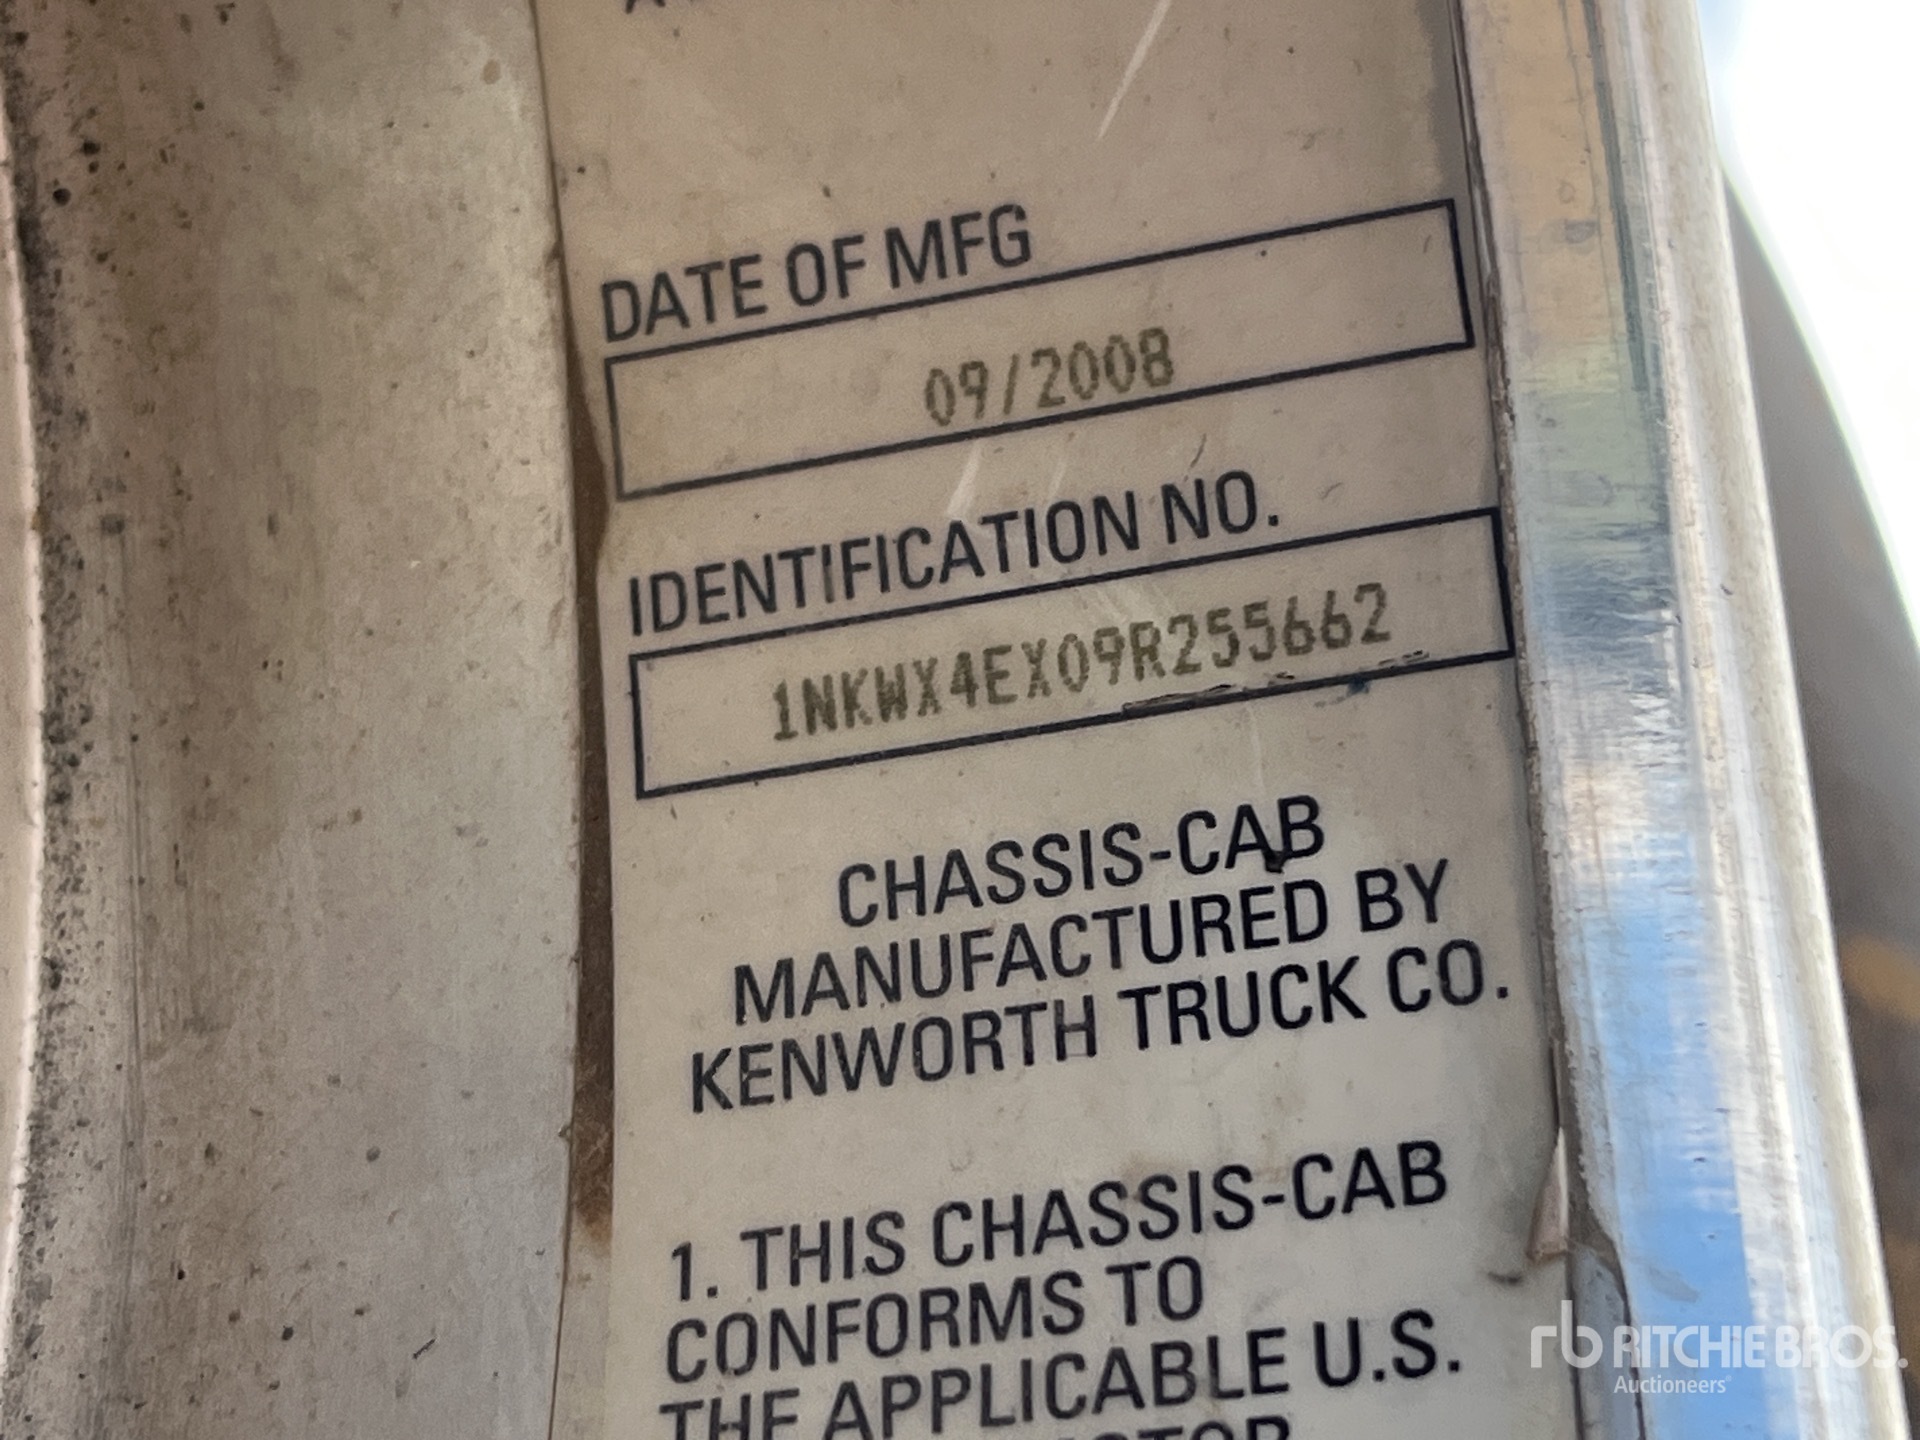 DATE OF MFG
09/2008
IDENTIFICATION NO.
1NKWX4EX09R255662
CHASSIS-CAB
MANUFACTURED BY
KENWORTH TRUCK CO.
1. THIS CHASSIS-CAB
CONFORMS TO
THE APPLICABLE U.S.
rb RITCHIE BROS.
Auctioneers